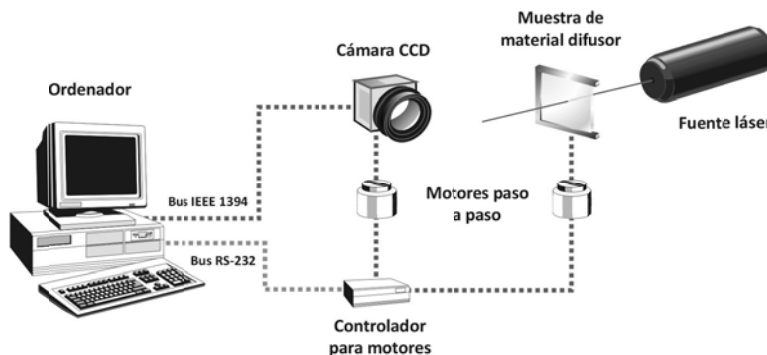 Muestra de
material difusor
Cámara CCD
Ordenador
Fuente láser
Bus IEEE 1394
Motores paso
a paso
Bus RS-232
Controlador
para motores